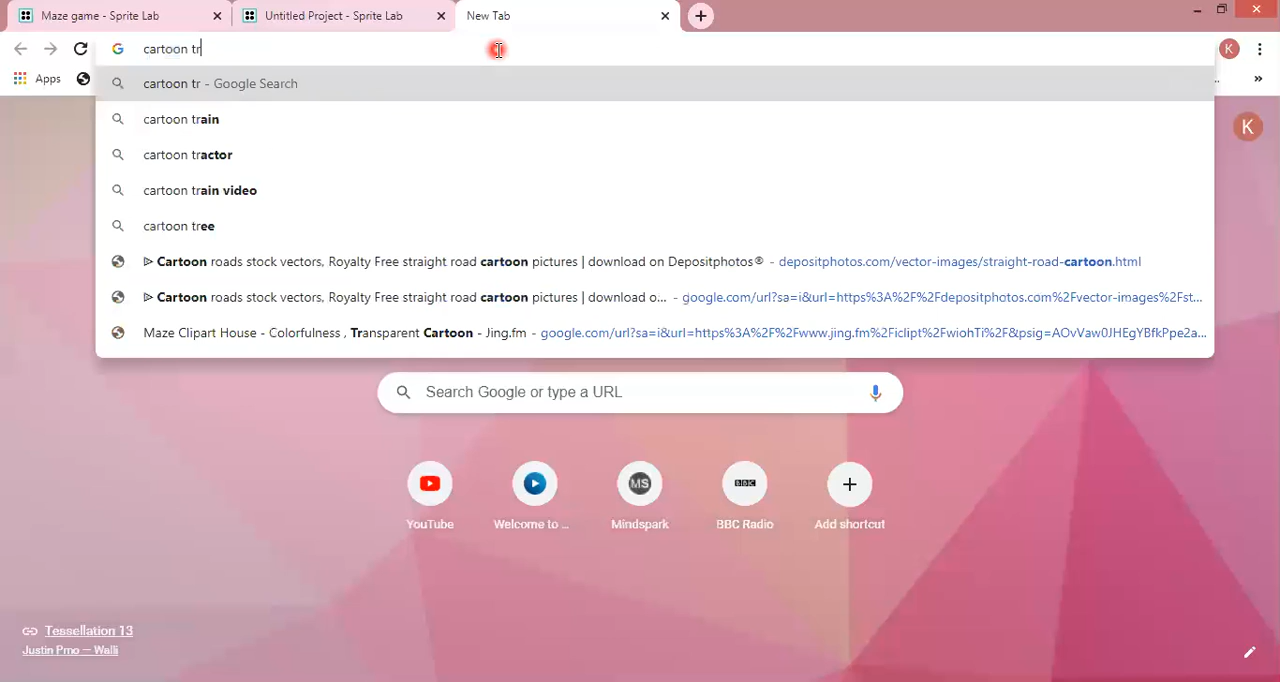 Maze game - Sprite Lab
Untitled Project - Sprite Lab
New Tab
cartoon tr
Apps
K
cartoon tr - Google Search
cartoon train
cartoon tractor
cartoon train video
cartoon tree
Cartoon roads stock vectors, Royalty Free straight road cartoon pictures | download on Depositphotos® - depositphotos.com/vector-images/straight-road-cartoon.html
Cartoon roads stock vectors, Royalty Free straight road cartoon pictures | download o... - google.com/url?sa=i&url=https%3A%2F%2Fdepositphotos.com%2Fvector-images%2Fst...
Maze Clipart House - Colorfulness , Transparent Cartoon - Jing.fm - google.com/url?sa=i&url=https%3A%2F%2Fwww.jing.fm%2Ficlipt%2FwiohTi%2F&psig=AOvVaw0JHEgYBfkPpe2a...
K
Search Google or type a URL
MS
BBC
YouTube
Welcome to ...
Mindspark
BBC Radio
Add shortcut
Tessellation 13
Justin Prno — Walli